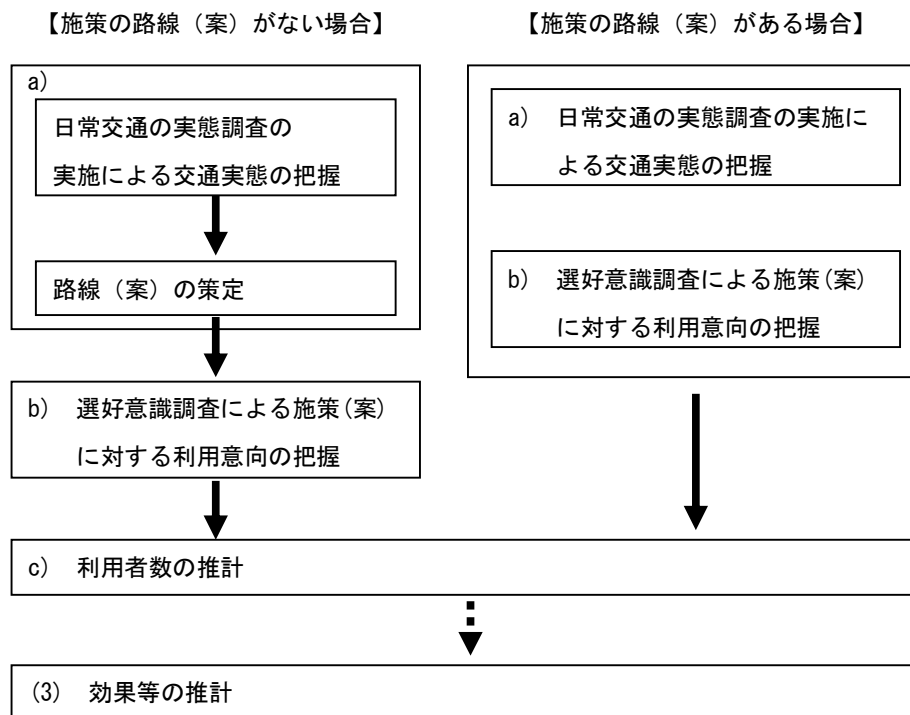 【施策の路線（案）がない場合】
a)
日常交通の実態調査の
実施による交通実態の把握
路線（案）の策定
b) 選好意識調査による施策(案)
に対する利用意向の把握
【施策の路線（案）がある場合】
a) 日常交通の実態調査の実施に
よる交通実態の把握
b) 選好意識調査による施策(案)
に対する利用意向の把握
c) 利用者数の推計
(3) 効果等の推計